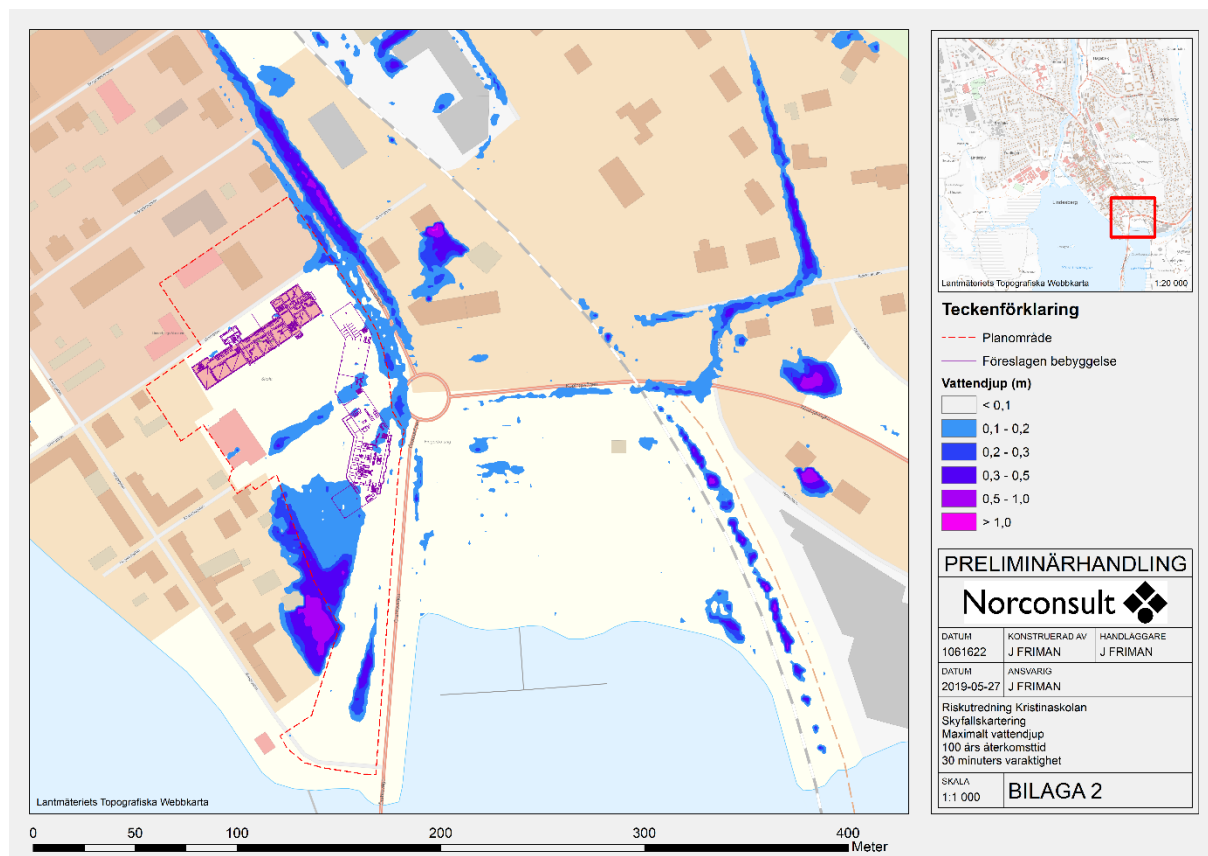 Lantmäteriets Topografiska Webbkarta
0 50 100 200 300 400
Meter
Lindesberg
Lantmäteriets Topografiska Webbkarta 1:20 000
Teckenförklaring
Planområde
Föreslagen bebyggelse
Vattendjup (m)
< 0,1
0,1 - 0,2
0,2 - 0,3
0,3 - 0,5
0,5 - 1,0
> 1,0
PRELIMINÄRHANDLING
Norconsult
DATUM KONSTRUERAD AV HANDLÄGGARE
1061622 J FRIMAN J FRIMAN
DATUM ANSVARIG
2019-05-27 J FRIMAN
Riskutredning Kristinaskolan
Skyfallskartering
Maximalt vattendjup
100 års återkomsttid
30 minuters varaktighet
SKALA
1:1 000 BILAGA 2